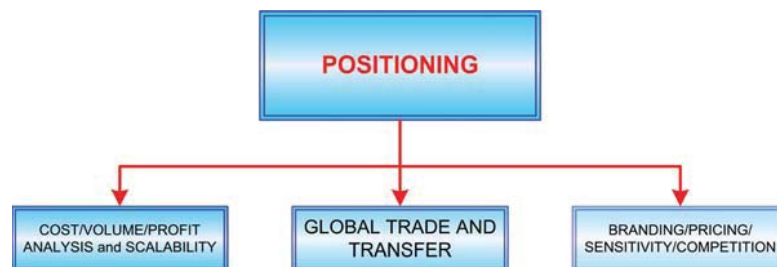 POSITIONING
COST/VOLUME/PROFIT
ANALYSIS and SCALABILITY
GLOBAL TRADE AND
TRANSFER
BRANDING/PRICING/
SENSITIVITY/COMPETITION